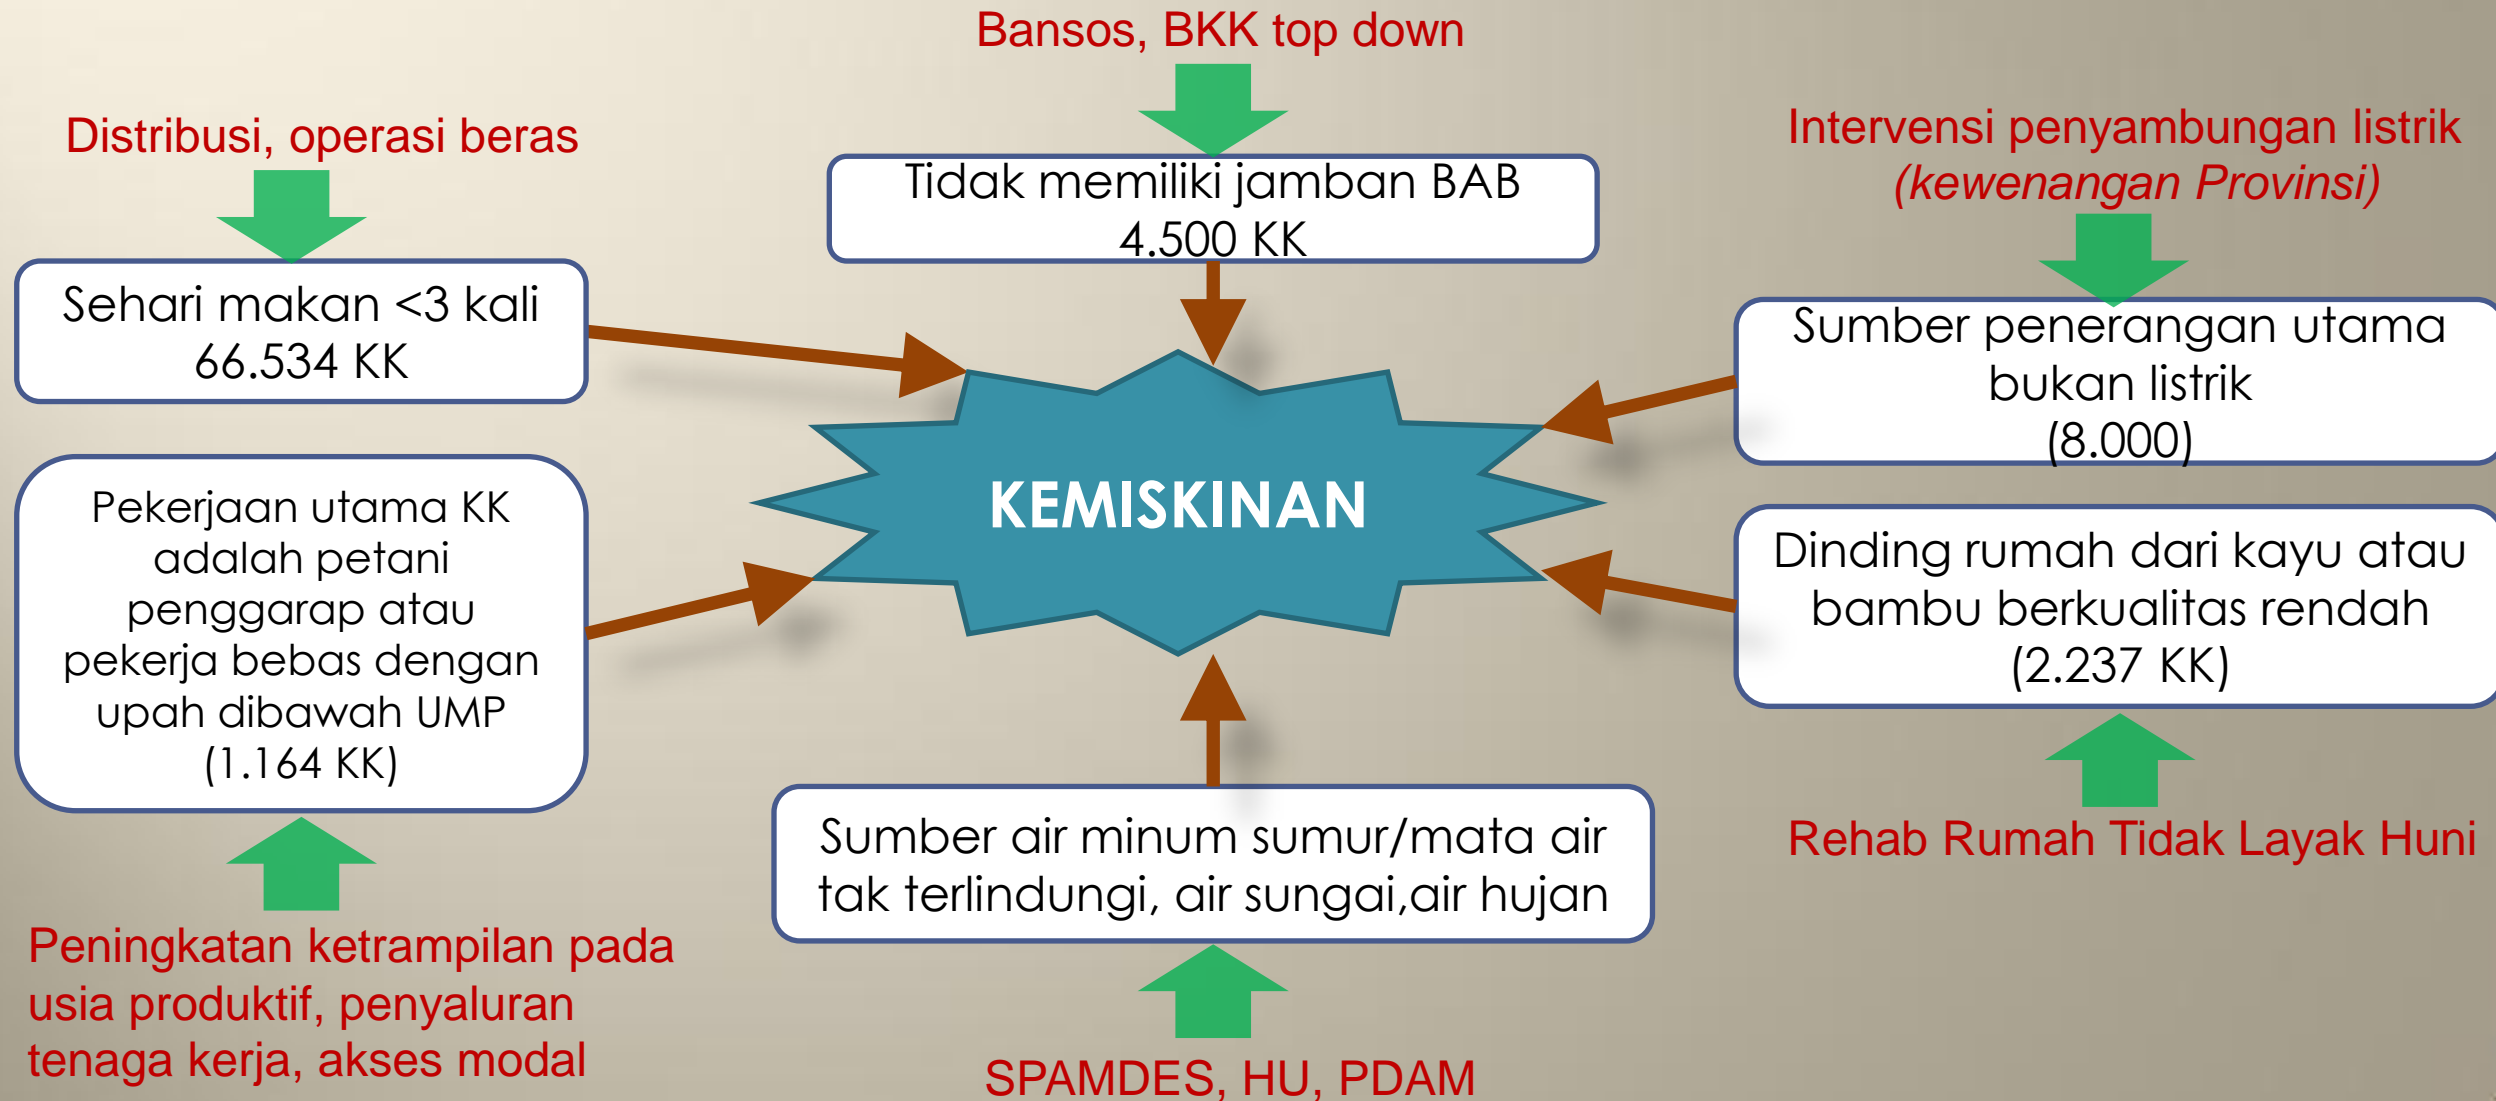 Bansos, BKK top down
Distribusi, operasi beras
Intervensi penyambungan listrik
(kewenangan Provinsi)
Tidak memiliki jamban BAB
4.500 KK
Sehari makan <3 kali
66.534 KK
Sumber penerangan utama
bukan listrik
(8.000)
KEMISKINAN
Pekerjaan utama KK
adalah petani
penggarap atau
pekerja bebas dengan
upah dibawah UMP
(1.164 KK)
Dinding rumah dari kayu atau
bambu berkualitas rendah
(2.237 KK)
Sumber air minum sumur/mata air
tak terlindungi, air sungai,air hujan
Rehab Rumah Tidak Layak Huni
Peningkatan ketrampilan pada
usia produktif, penyaluran
tenaga kerja, akses modal
SPAMDES, HU, PDAM